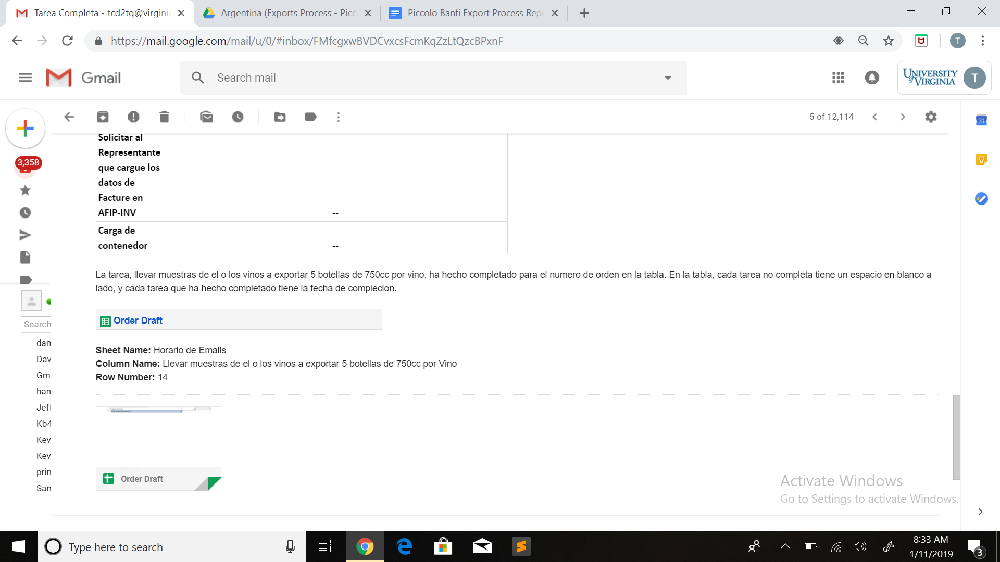 Tarea Completa - tcd2tq@virgini
Argentina (Exports Process - Picc
Piccolo Banfi Export Process Rep
https://mail.google.com/mail/u/0/#inbox/FMfcgxwBVDCvxcsFcmKqZzLtQzcBPxnF
T
Gmail
Search mail
UNIVERSITY of VIRGINIA
T
5 of 12,114
31
3,358
Solicitar al
Representante
que cargue los
datos de
Facture en
AFIP-INV
--
Carga de
contenedor
--
La tarea, llevar muestras de el o los vinos a exportar 5 botellas de 750cc por vino, ha hecho completado para el numero de orden en la tabla. En la tabla, cada tarea no completa tiene un espacio en blanco a
lado, y cada tarea que ha hecho completado tiene la fecha de complecion.
Order Draft
Sheet Name: Horario de Emails
Column Name: Llevar muestras de el o los vinos a exportar 5 botellas de 750cc por Vino
Row Number: 14
Order Draft
Search
dan
Dav
Gm
han
Jeff
Kb4
Kev
Kev
prin
San
Activate Windows
Go to Settings to activate Windows.
Type here to search
8:33 AM
1/11/2019
3